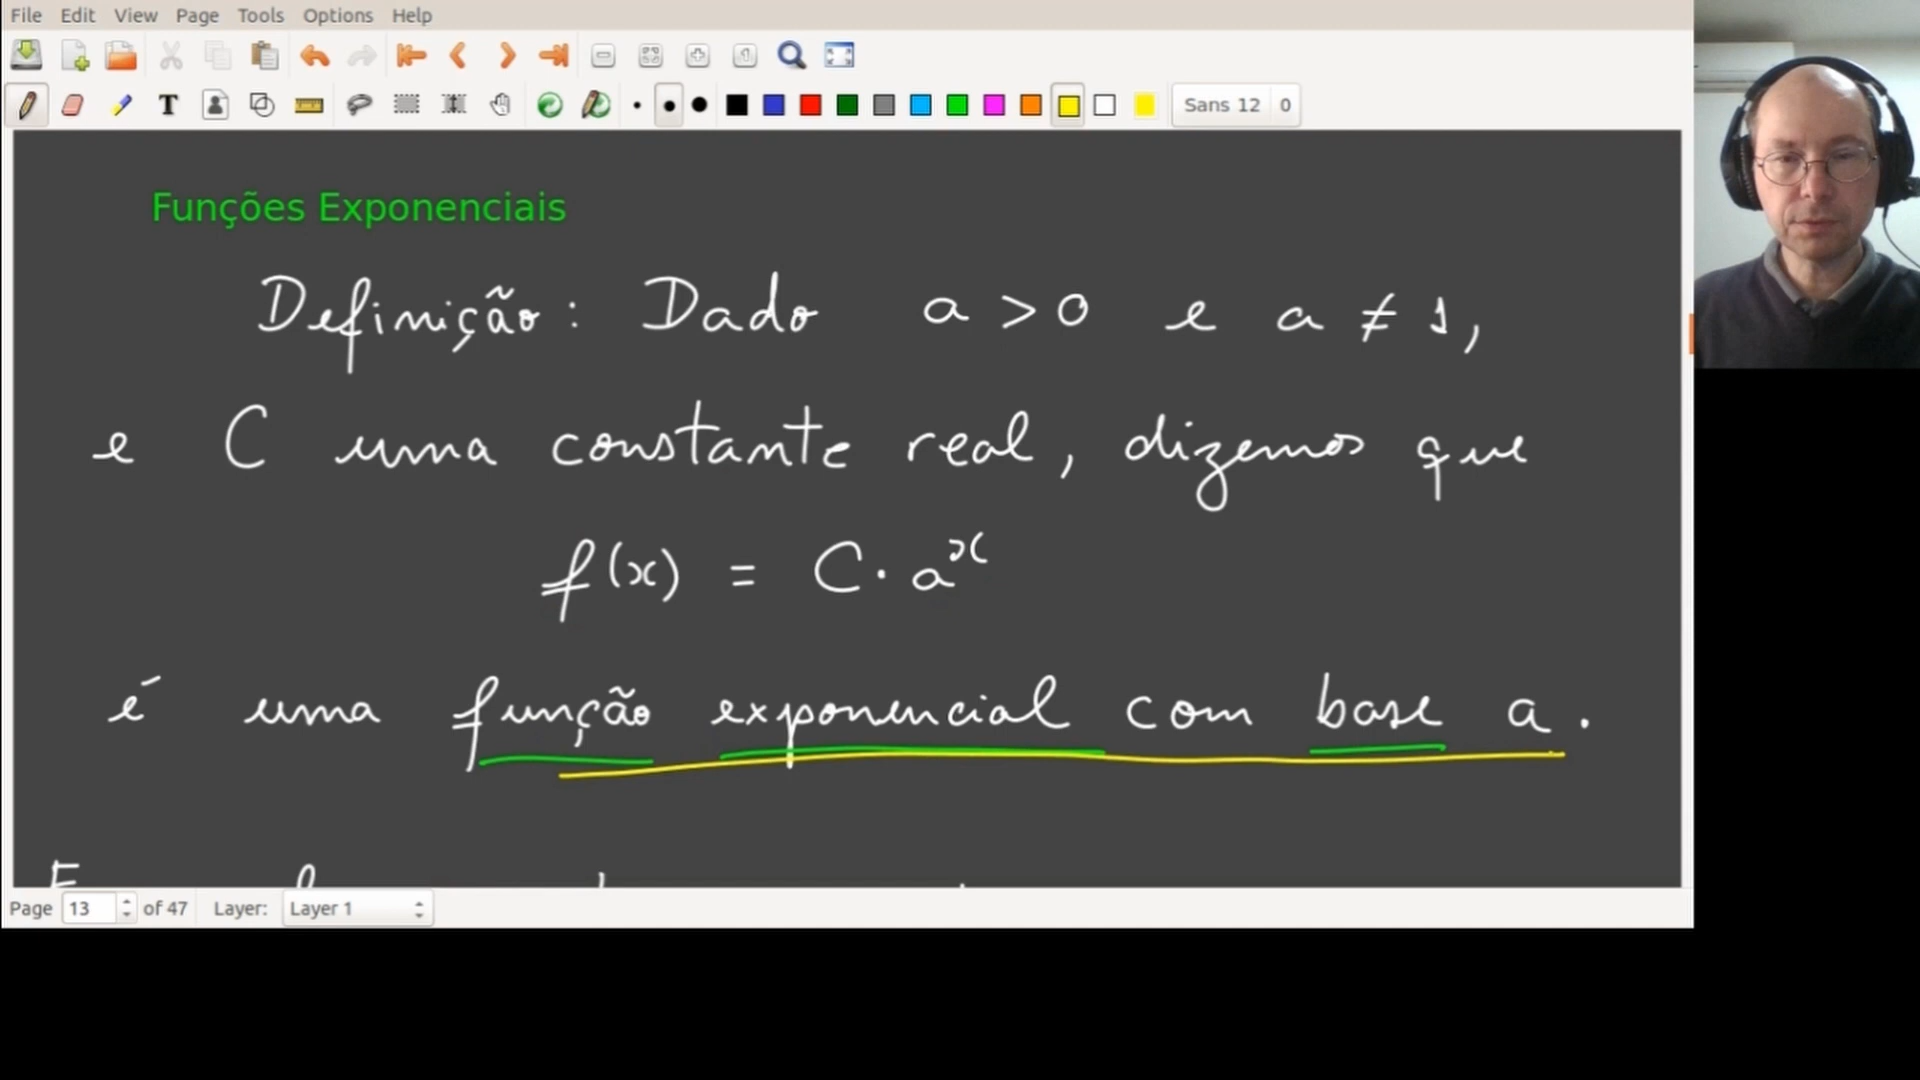 File Edit View Page Tools Options Help
T Sans 12 0
Funções Exponenciais
Definição: Dado a > 0 e a ≠ 1,
e C uma constante real, dizemos que
f(x) = C · a^x
é uma função exponencial com base a.
Page 13 of 47 Layer: Layer 1